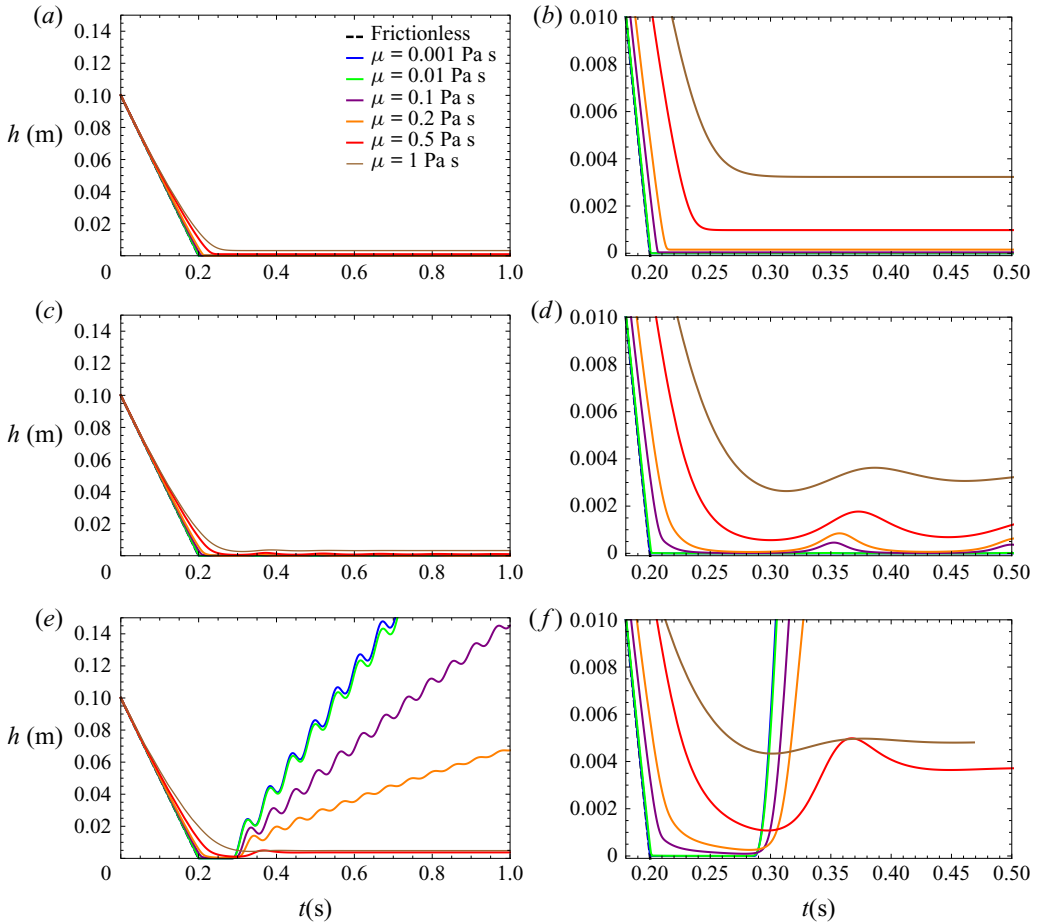 (a)
0.14
0.12
0.10
0.08
h (m)
0.06
0.04
0.02
0
0 0.2 0.4 0.6 0.8 1.0
Frictionless
μ = 0.001 Pa s
μ = 0.01 Pa s
μ = 0.1 Pa s
μ = 0.2 Pa s
μ = 0.5 Pa s
μ = 1 Pa s
(b)
0.010
0.008
0.006
0.004
0.002
0
0.20 0.25 0.30 0.35 0.40 0.45 0.50
(c)
0.14
0.12
0.10
0.08
h (m)
0.06
0.04
0.02
0 0.2 0.4 0.6 0.8 1.0
(d)
0.010
0.008
0.006
0.004
0.002
0
0.20 0.25 0.30 0.35 0.40 0.45 0.50
(e)
0.14
0.12
0.10
0.08
h (m)
0.06
0.04
0.02
0 0.2 0.4 0.6 0.8 1.0
t(s)
(f)
0.010
0.008
0.006
0.004
0.002
0
0.20 0.25 0.30 0.35 0.40 0.45 0.50
t(s)